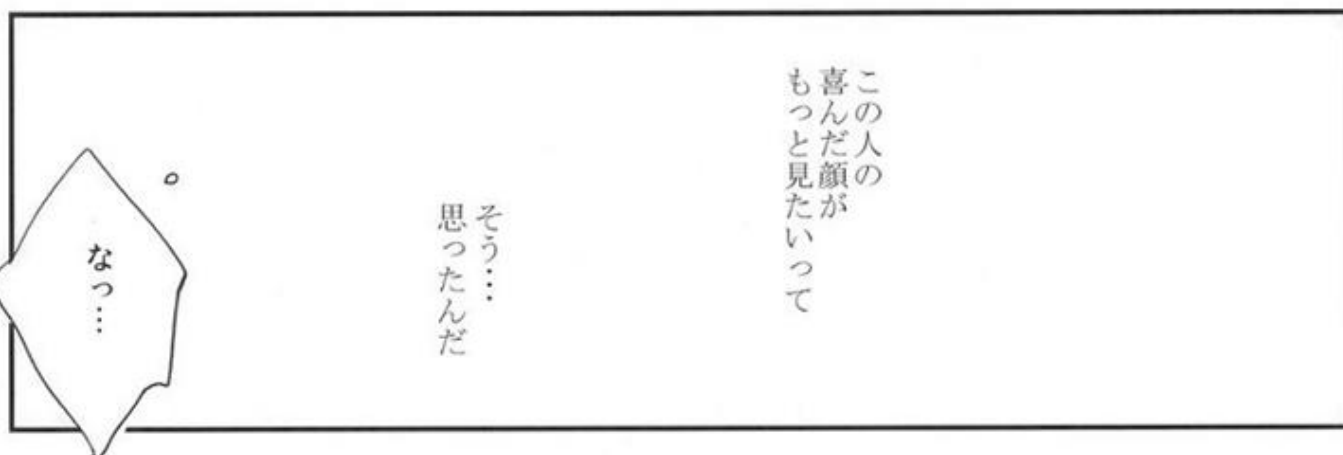 この人の
喜んだ顔が
もっと見たいって
そう…
思ったんだ
なっ…